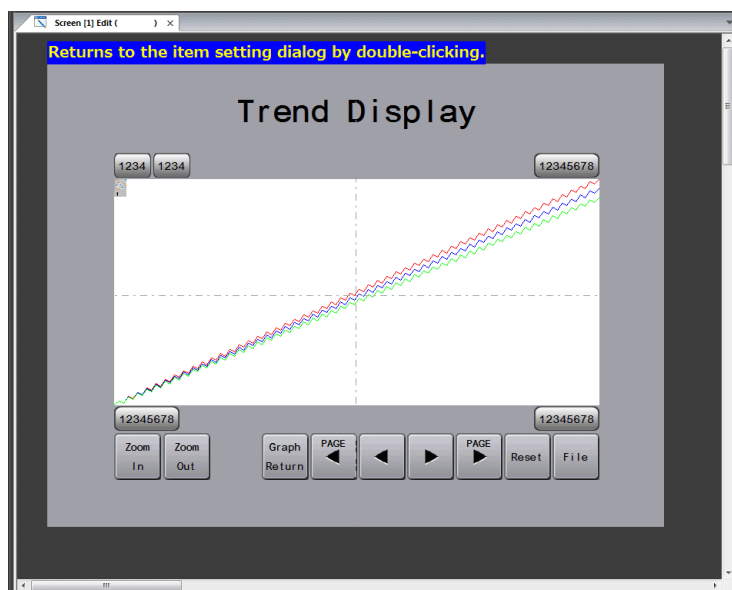 Screen [1] Edit ( ) ×
Returns to the item setting dialog by double-clicking.
Trend Display
1234 1234 12345678
1
12345678 12345678
Zoom In
Zoom Out
Graph Return
PAGE
PAGE
Reset
File